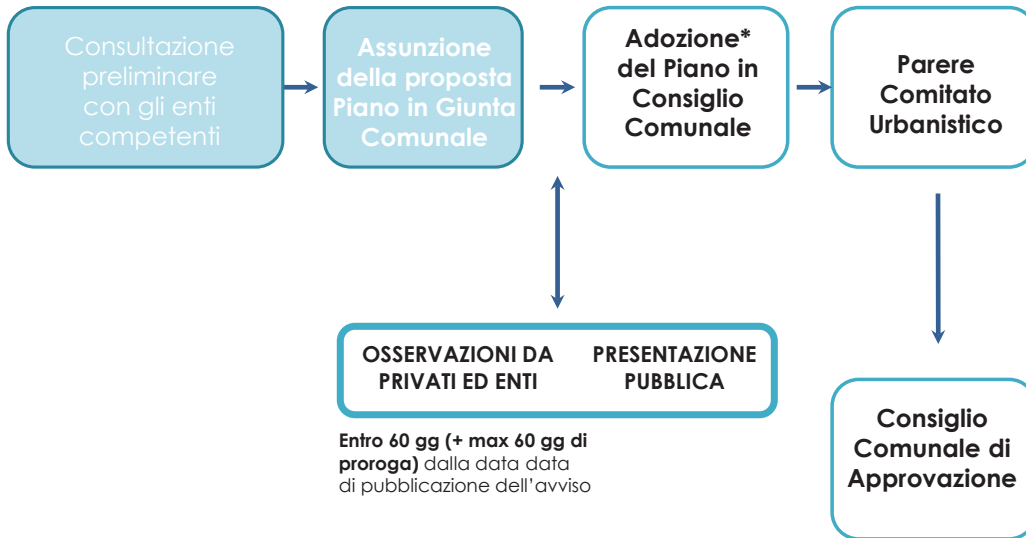 Consultazione
preliminare
con gli enti
competenti
Assunzione
della proposta
Piano in Giunta
Comunale
Adozione*
del Piano in
Consiglio
Comunale
Parere
Comitato
Urbanistico
OSSERVAZIONI DA
PRIVATI ED ENTI
PRESENTAZIONE
PUBBLICA
Entro 60 gg (+ max 60 gg di
proroga) dalla data data
di pubblicazione dell'avviso
Consiglio
Comunale di
Approvazione